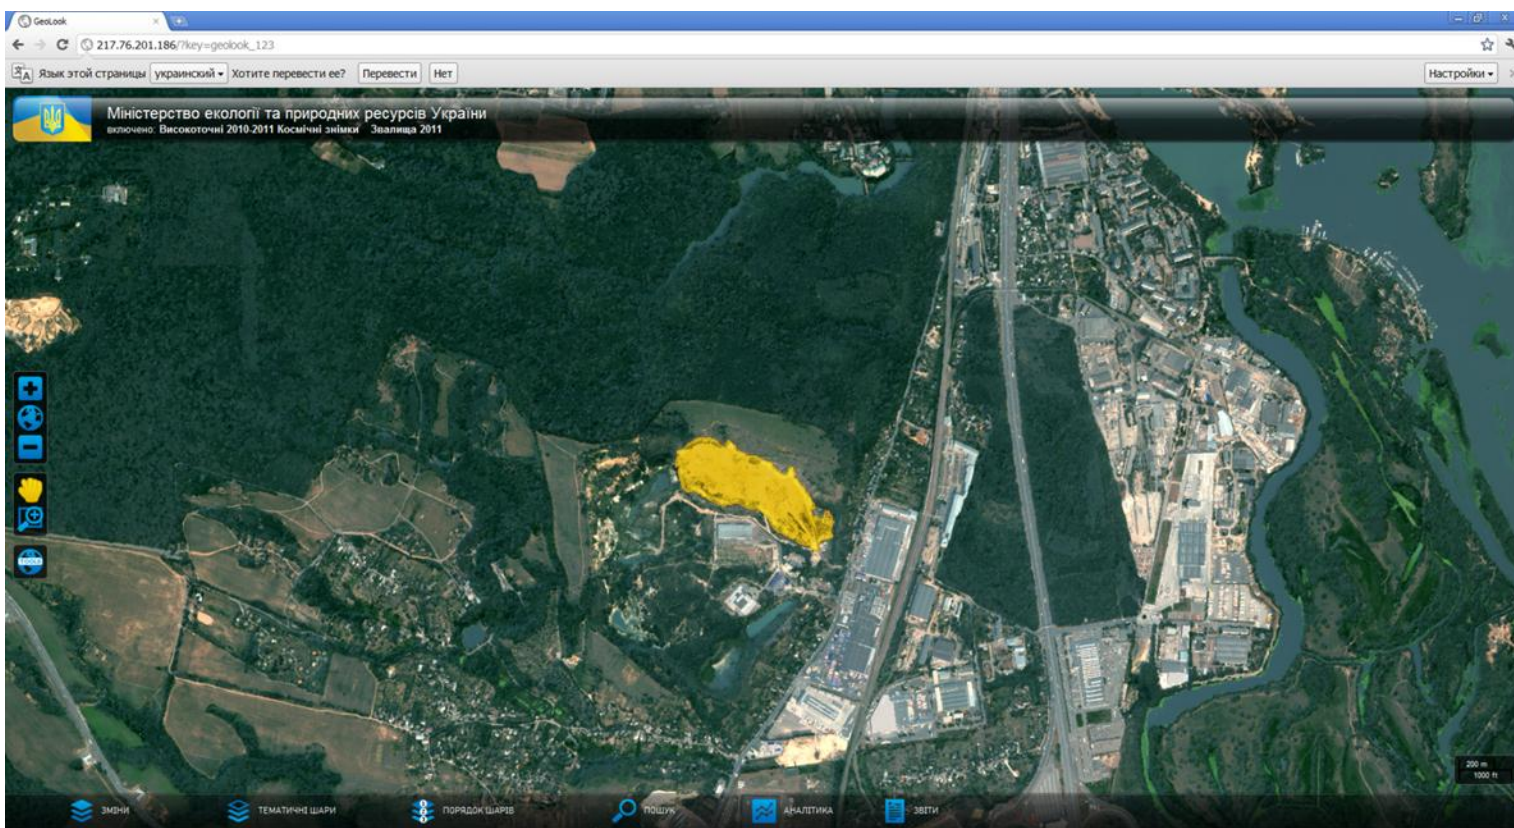 GeoLook
217.76.201.186/?key=geolook_123
Язык этой страницы украинский Хотите перевести ее? Перевести Нет Настройки
Міністерство екології та природних ресурсів України
включено: Високоточні 2010-2011 Космічні знімки Звалища 2011
TOOLS
200 m
1000 ft
ЗМІНИ ТЕМАТИЧНІ ШАРИ ПОРЯДОК ШАРІВ ПОШУК АНАЛІТИКА ЗВІТИ